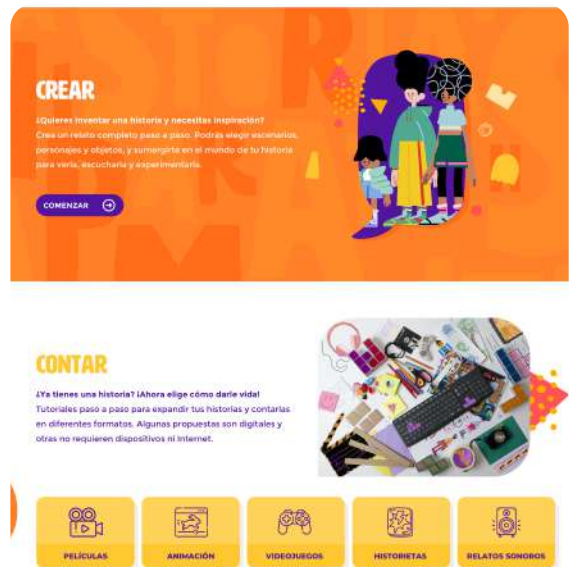 CREAR
¿Quieres inventar una historia y necesitas inspiración?
Crea un relato completo paso a paso. Podrás elegir escenarios,
personajes y objetos, y sumergirte en el mundo de tu historia
para verla, escucharla y experimentarla.
COMENZAR
CONTAR
¿Ya tienes una historia? ¡Ahora elige cómo darle vida!
Tutoriales paso a paso para expandir tus historias y contarlas
en diferentes formatos. Algunas propuestas son digitales y
otras no requieren dispositivos ni Internet.
PELÍCULAS
ANIMACIÓN
VIDEOJUEGOS
HISTORIETAS
RELATOS SONOROS